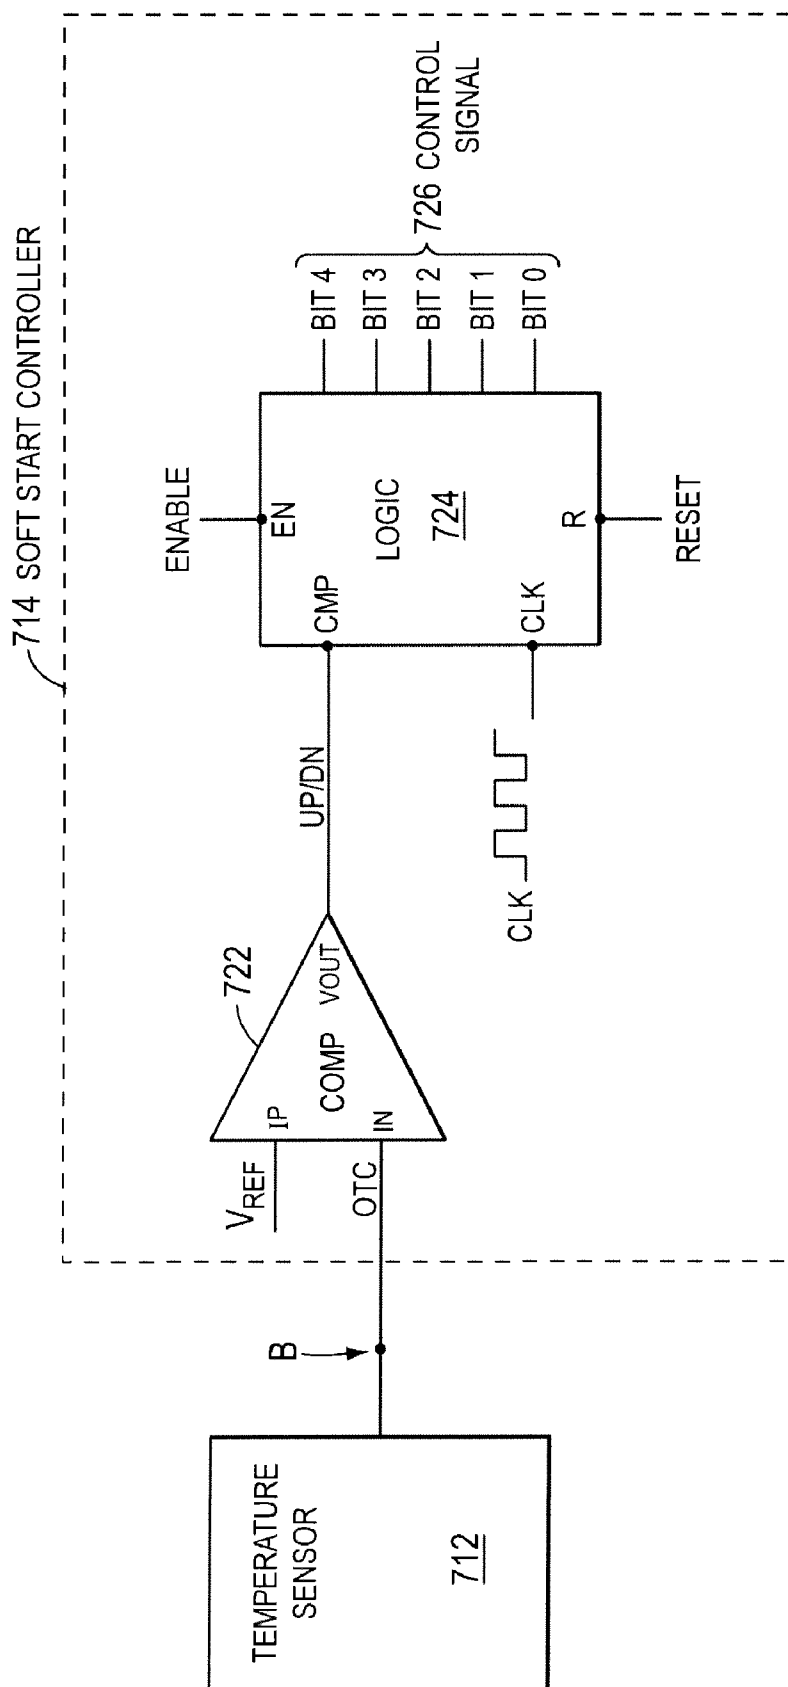 714 SOFT START CONTROLLER
TEMPERATURE
SENSOR
712
B
VREF
OTC
IP
IN
COMP
VOUT
722
UP/DN
CLK
ENABLE
EN
CMP
LOGIC
724
CLK
R
RESET
BIT 4
BIT 3
BIT 2
BIT 1
BIT 0
726 CONTROL
SIGNAL